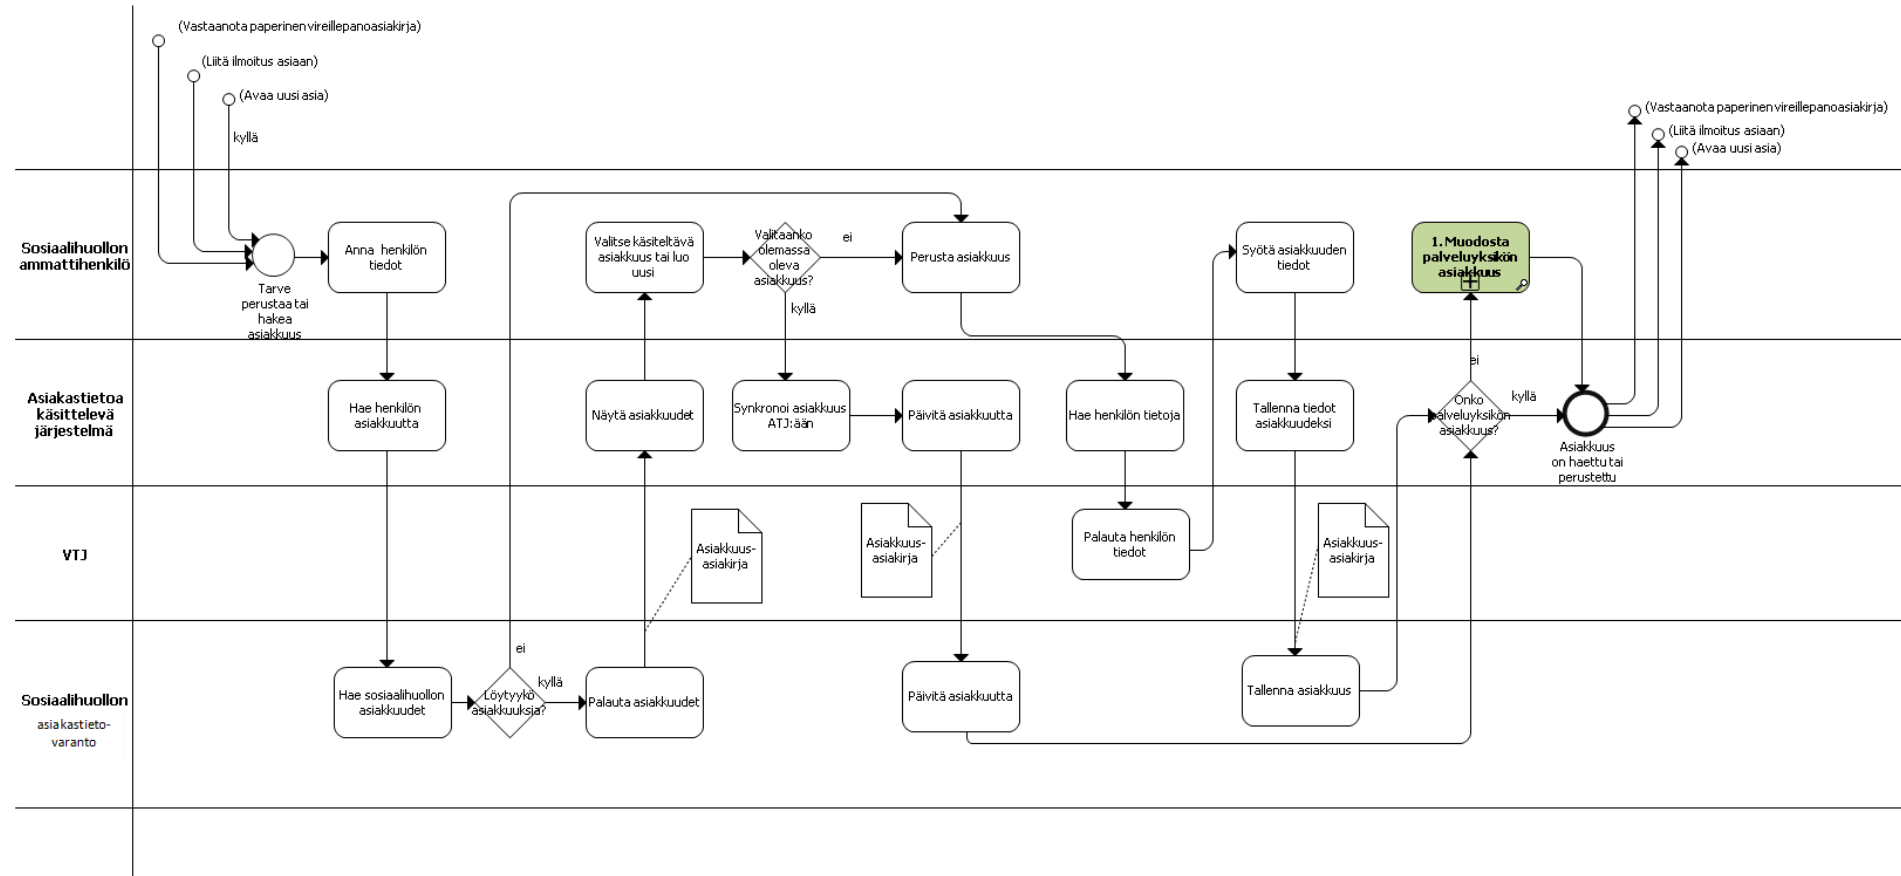 (Vastaanota paperinen vireillepanoasiakirja)
(Liitä ilmoitus asiaan)
(Avaa uusi asia)
kyllä
(Vastaanota paperinen vireillepanoasiakirja)
(Liitä ilmoitus asiaan)
(Avaa uusi asia)
Sosiaalihuollon
ammattihenkilö
Tarve
perustaa tai
hakea
asiakkuus
Anna henkilön
tiedot
Valitse käsiteltävä
asiakkuus tai luo
uusi
Valitaanko
olemassa
oleva
asiakkuus?
ei
kyllä
Perusta asiakkuus
Syötä asiakkuuden
tiedot
1. Muodosta
palveluyksikön
asiakkuus
Asiakastietoa
käsittelevä
järjestelmä
Hae henkilön
asiakkuutta
Näytä asiakkuudet
Synkronoi asiakkuus
ATJ:ään
Päivitä asiakkuutta
Hae henkilön tietoja
Tallenna tiedot
asiakkuudeksi
ei
Onko
palveluyksikön
asiakkuus?
kyllä
Asiakkuus
on haettu tai
perustettu
VTJ
Asiakkuus-
asiakirja
Asiakkuus-
asiakirja
Palauta henkilön
tiedot
Asiakkuus-
asiakirja
Sosiaalihuollon
asiakastieto-
varanto
Hae sosiaalihuollon
asiakkuudet
Löytyykö
asiakkuuksia?
ei
kyllä
Palauta asiakkuudet
Päivitä asiakkuutta
Tallenna asiakkuus